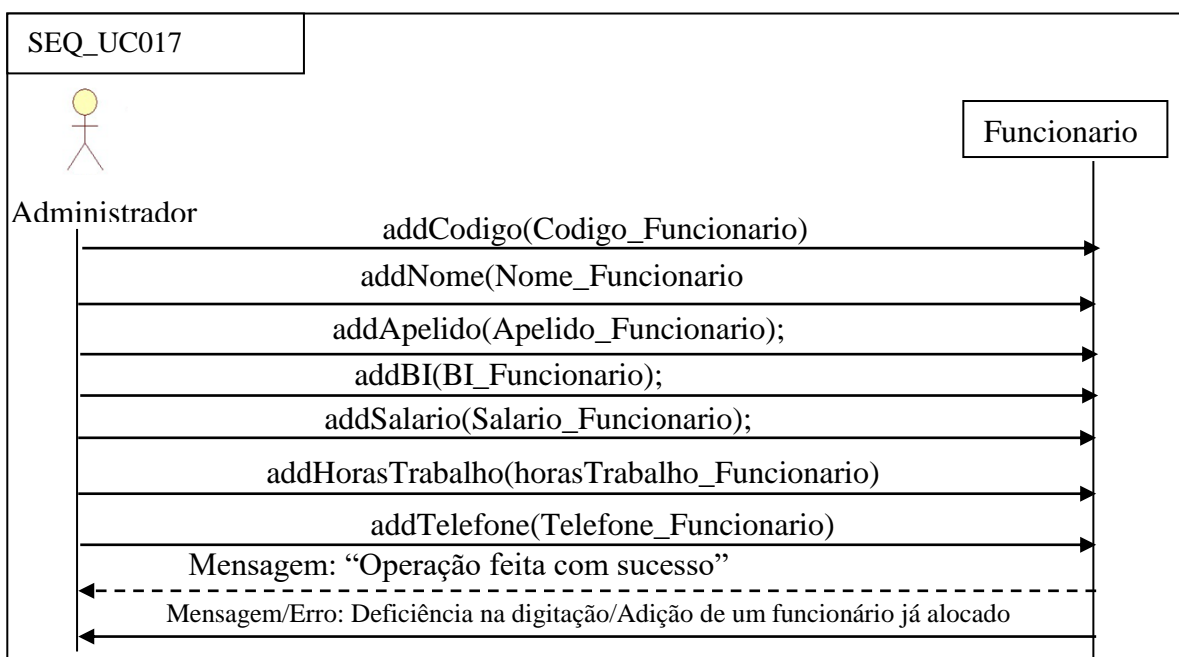 SEQ_UC017
Funcionario
Administrador
addCodigo(Codigo_Funcionario)
addNome(Nome_Funcionario
addApelido(Apelido_Funcionario);
addBI(BI_Funcionario);
addSalario(Salario_Funcionario);
addHorasTrabalho(horasTrabalho_Funcionario)
addTelefone(Telefone_Funcionario)
Mensagem: “Operação feita com sucesso”
Mensagem/Erro: Deficiência na digitação/Adição de um funcionário já alocado